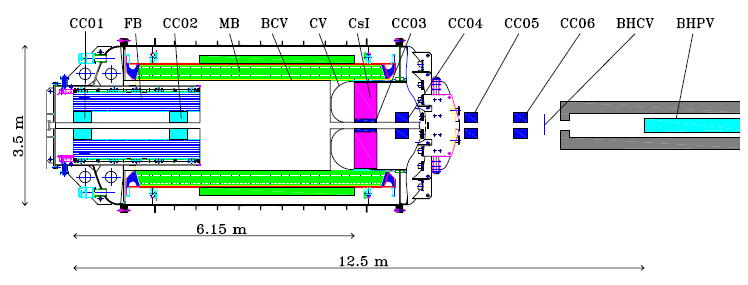 CC01 FB CC02 MB BCV CV CsI CC03 CC04 CC05 CC06 BHCV BHPV
3.5 m
6.15 m
12.5 m